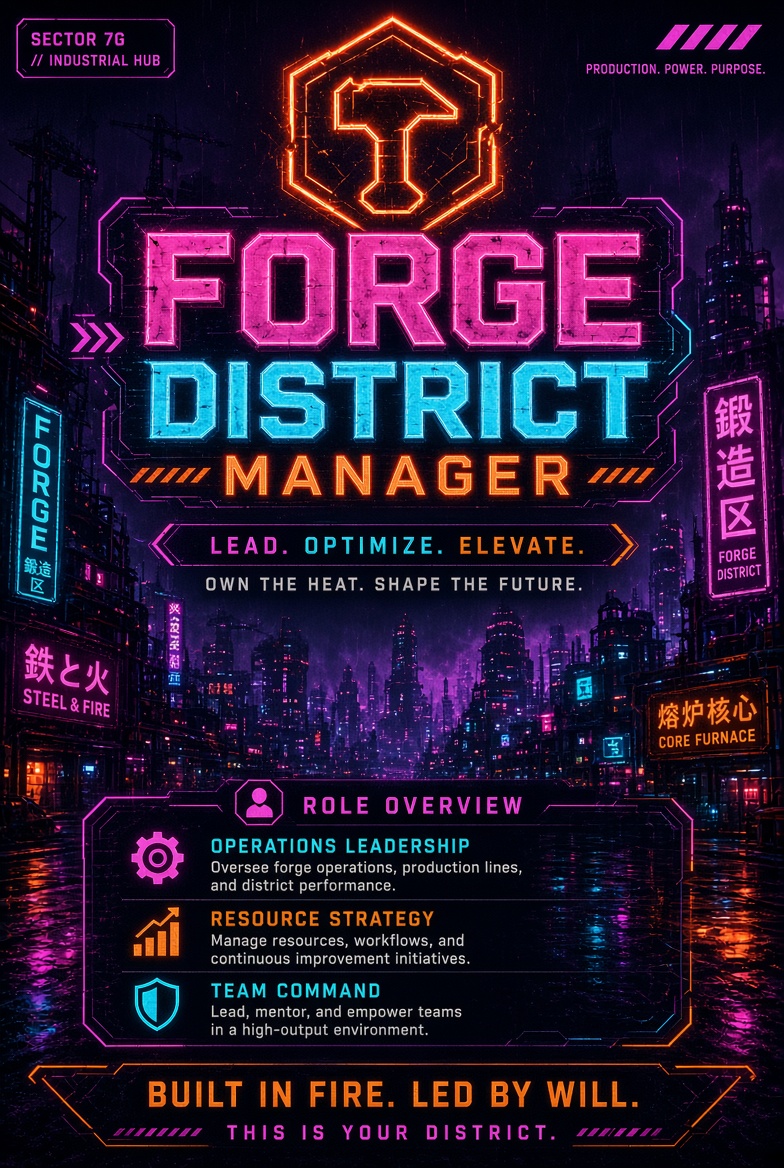 SECTOR 7G
// INDUSTRIAL HUB
PRODUCTION. POWER. PURPOSE.
FORGE
DISTRICT
MANAGER
LEAD. OPTIMIZE. ELEVATE.
OWN THE HEAT. SHAPE THE FUTURE.
FORGE
鍛造
区
鍛造区
FORGE
DISTRICT
鉄と火
STEEL & FIRE
熔炉核心
CORE FURNACE
ROLE OVERVIEW
OPERATIONS LEADERSHIP
Oversee forge operations, production lines,
and district performance.
RESOURCE STRATEGY
Manage resources, workflows, and
continuous improvement initiatives.
TEAM COMMAND
Lead, mentor, and empower teams
in a high-output environment.
BUILT IN FIRE. LED BY WILL.
THIS IS YOUR DISTRICT.